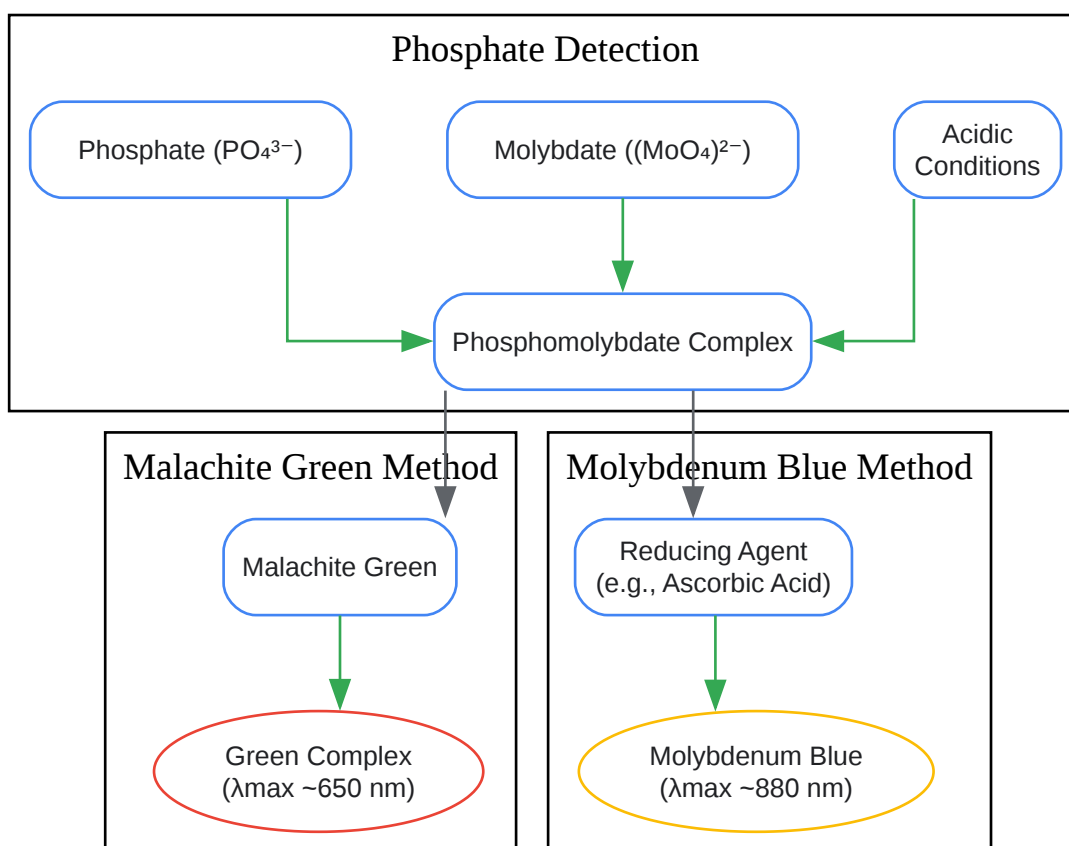 Phosphate Detection
Phosphate (PO₄³⁻)
Molybdate ((MoO₄)²⁻)
Acidic
Conditions
Phosphomolybdate Complex
Malachite Green Method
Molybdenum Blue Method
Malachite Green
Reducing Agent
(e.g., Ascorbic Acid)
Green Complex
(λmax ~650 nm)
Molybdenum Blue
(λmax ~880 nm)